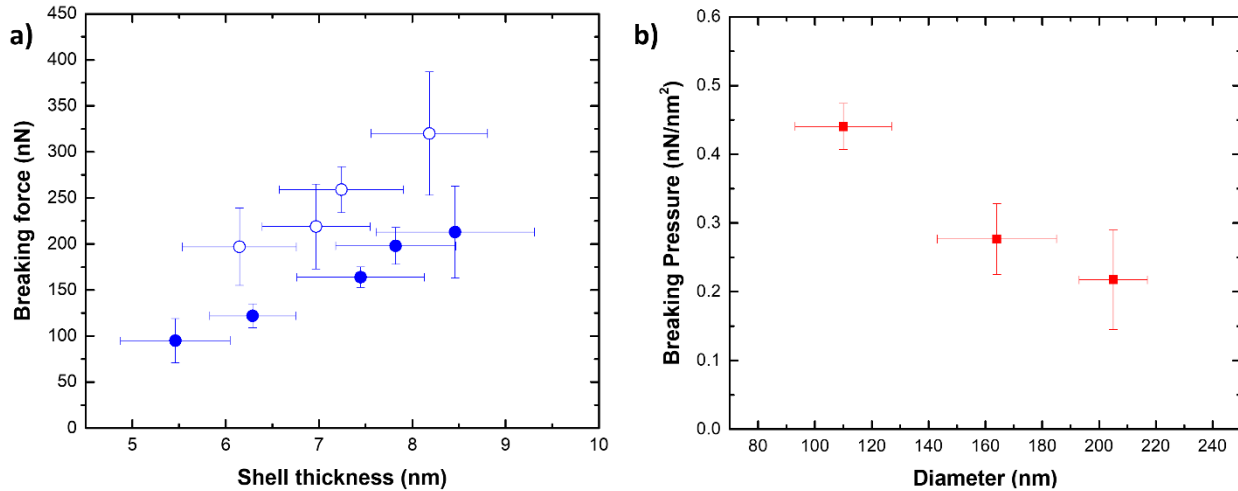 a)
Breaking force (nN)
450
400
350
300
250
200
150
100
50
0
5 6 7 8 9 10
Shell thickness (nm)
b)
Breaking Pressure (nN/nm²)
0.6
0.5
0.4
0.3
0.2
0.1
0.0
80 100 120 140 160 180 200 220 240
Diameter (nm)